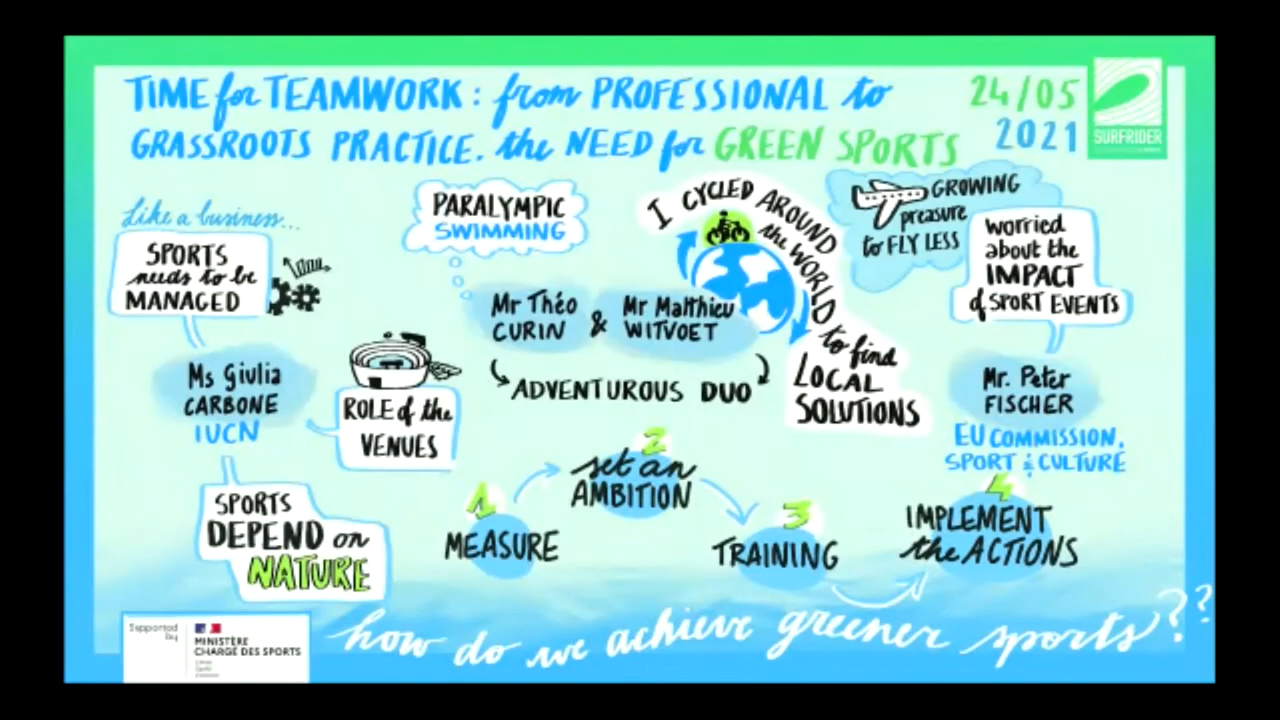 TIME for TEAMWORK : from PROFESSIONAL to
GRASSROOTS PRACTICE. the NEED for GREEN SPORTS
24/05
2021
SURFRIDER
Like a business...
SPORTS
needs to be
MANAGED
Ms Giulia
CARBONE
IUCN
ROLE of the
VENUES
SPORTS
DEPEND on
NATURE
PARALYMPIC
SWIMMING
Mr Théo
CURIN
&
Mr Matthieu
WITVOET
ADVENTUROUS DUO
I CYCLED AROUND
the WORLD
to find
LOCAL
SOLUTIONS
GROWING
preasure
to FLY LESS
worried
about the
IMPACT
of SPORT EVENTS
Mr. Peter
FISCHER
EU COMMISSION,
SPORT & CULTURE
1
MEASURE
2
set an
AMBITION
3
TRAINING
4
IMPLEMENT
the ACTIONS
how do we achieve greener sports??
Supported
by
MINISTÈRE
CHARGÉ DES SPORTS